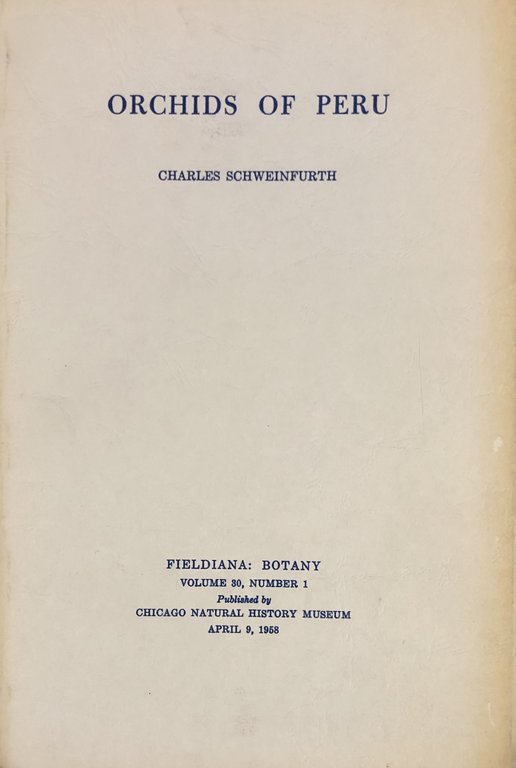 ORCHIDS OF PERU
CHARLES SCHWEINFURTH
FIELDIANA: BOTANY
VOLUME 30, NUMBER 1
Published by
CHICAGO NATURAL HISTORY MUSEUM
APRIL 9, 1958